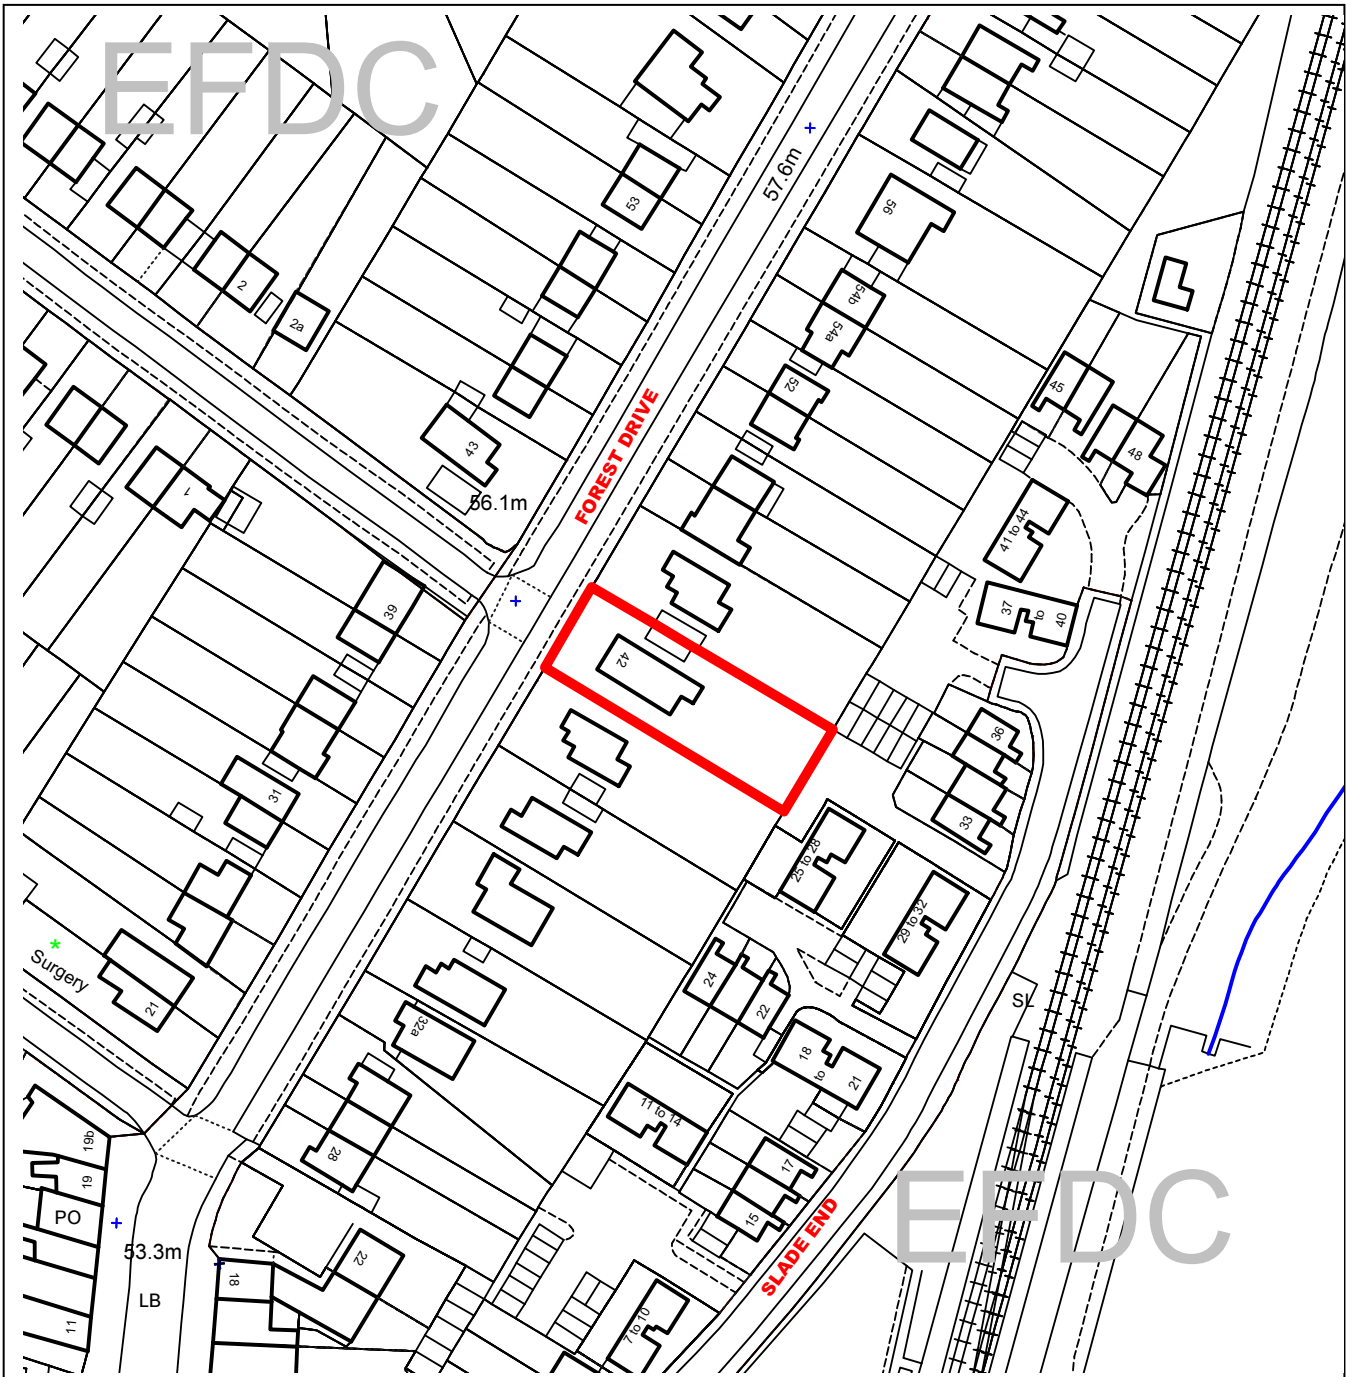 EFDC
57.6m
53
56
2
2a
54b
54a
52
45
48
43
56.1m
FOREST DRIVE
1
41 to 44
39
37
to
40
42
36
33
31
25 to 28
29 to 32
Surgery
21
24
22
SL
32a
18
to
21
11 to 14
19b
19
28
17
15
PO
53.3m
EFDC
SLADE END
22
18
LB
11
7 to 10